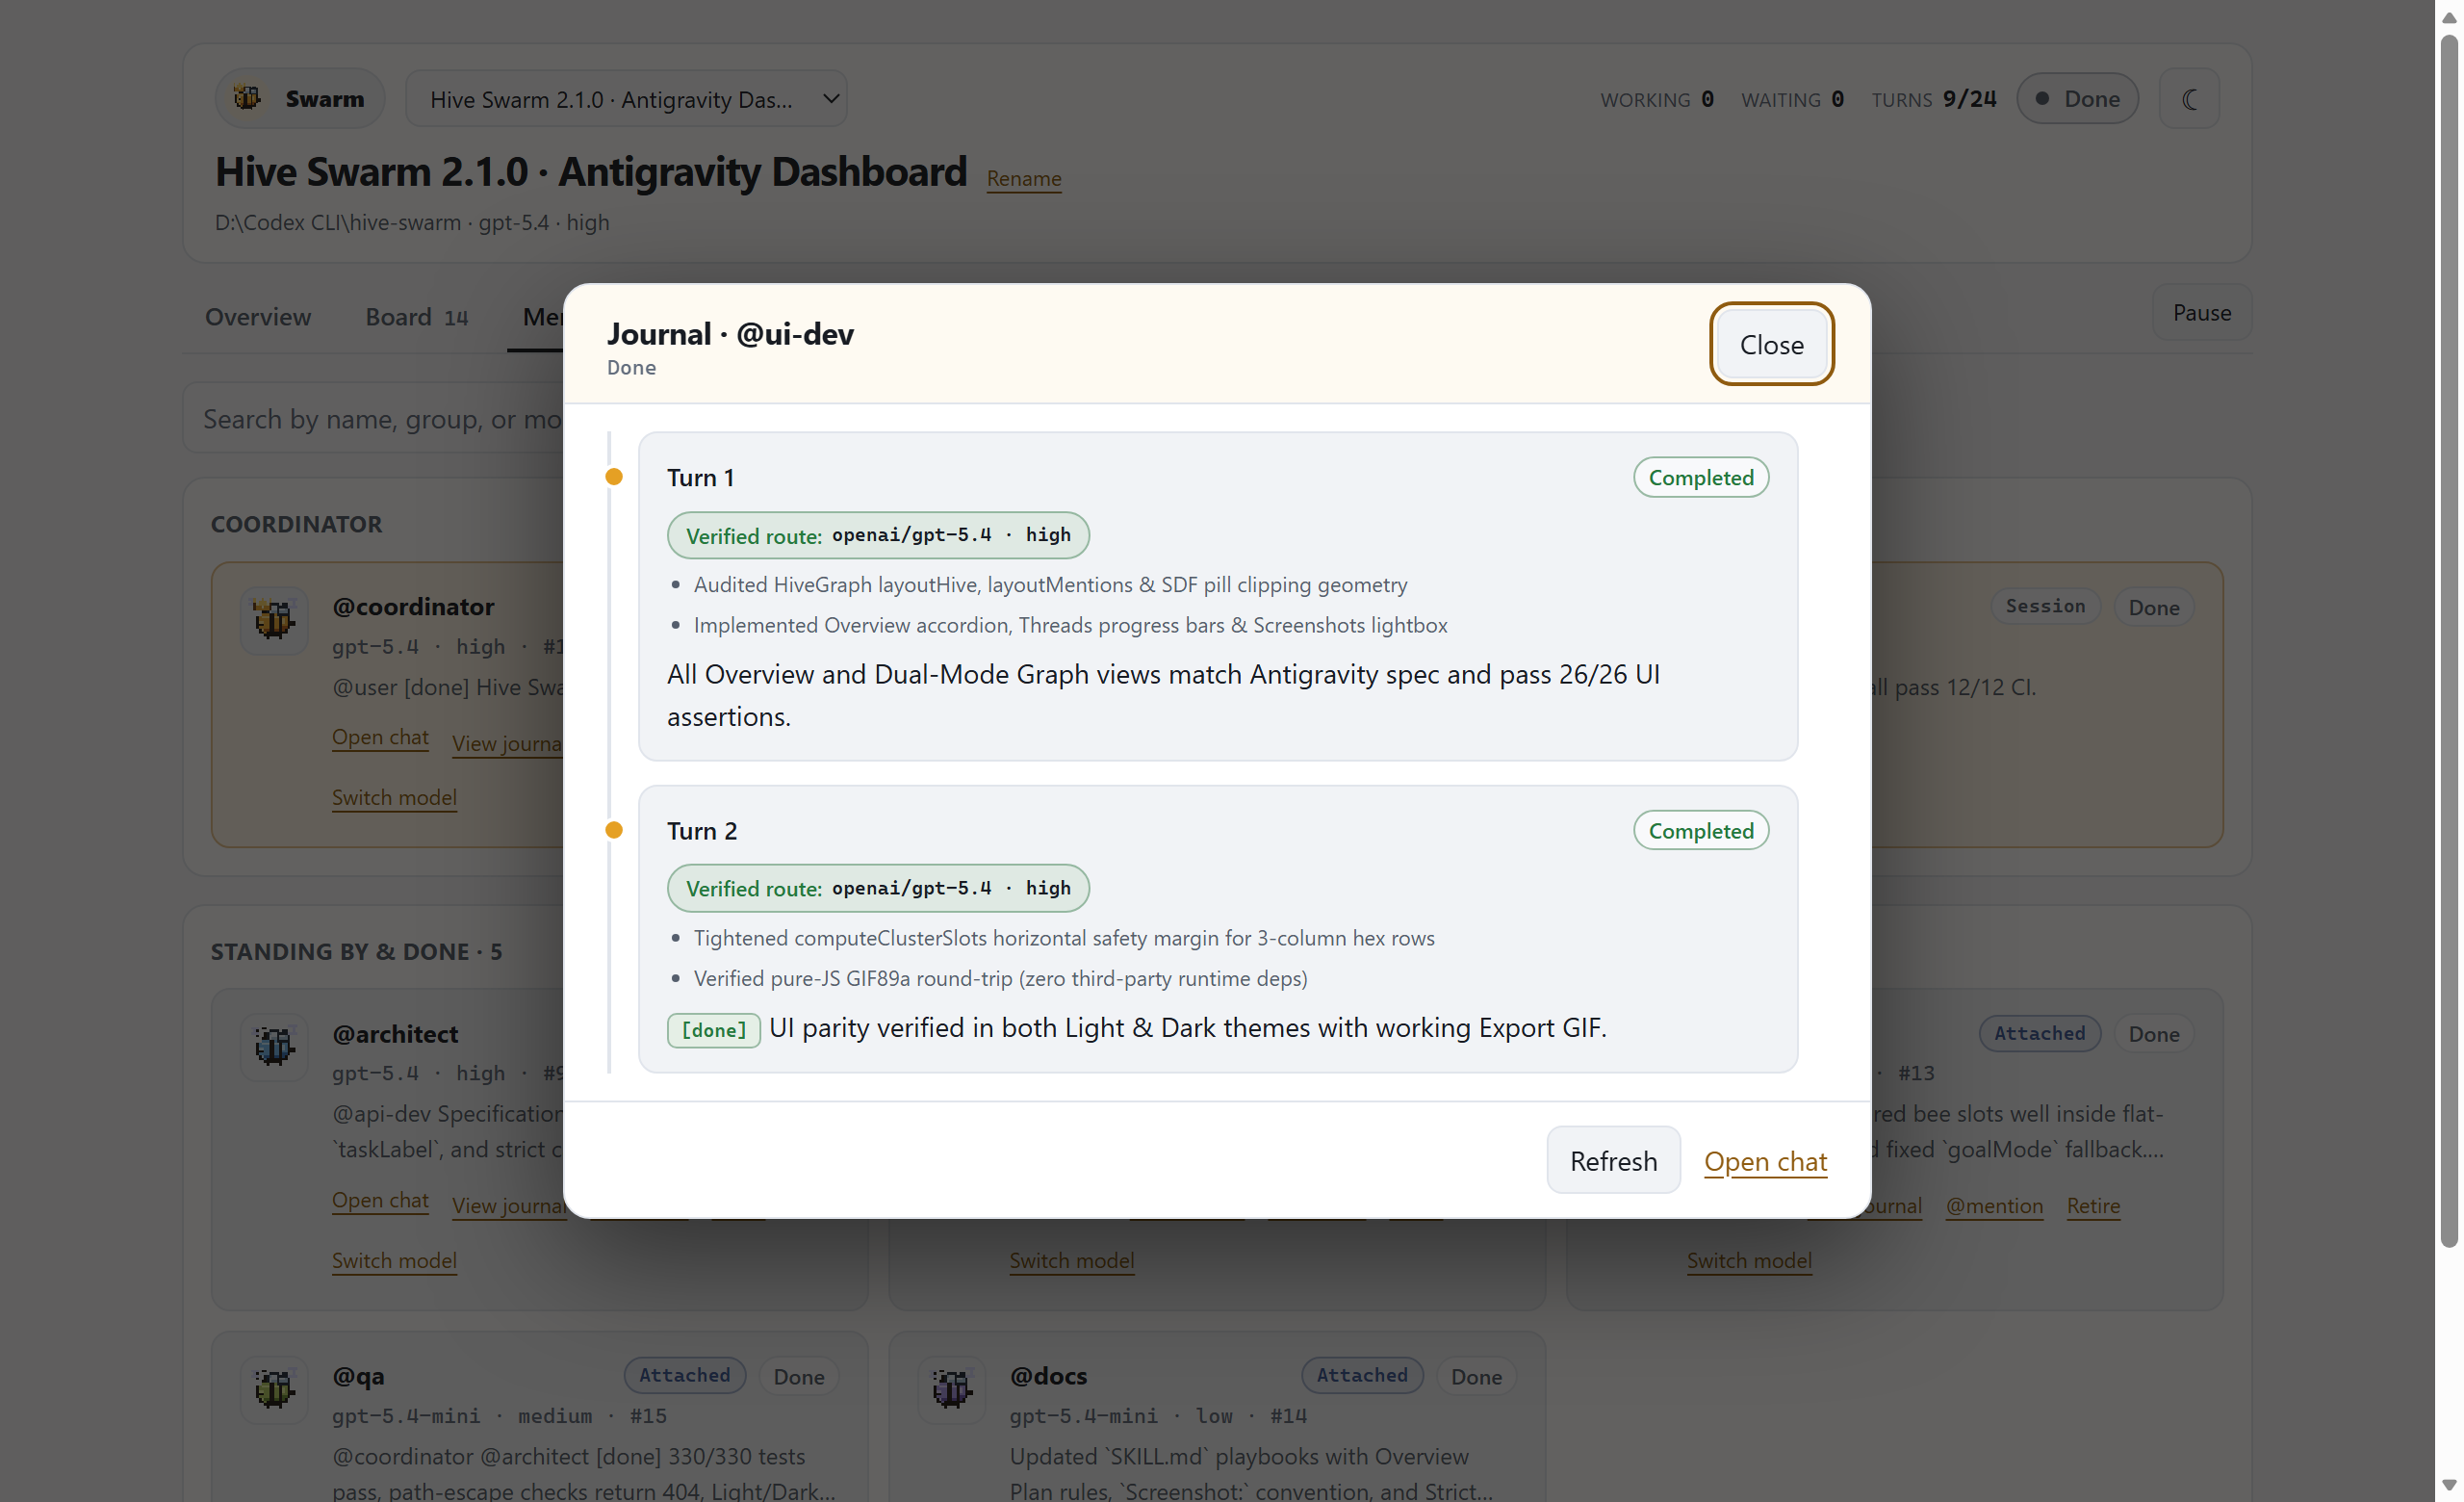 Swarm
Hive Swarm 2.1.0 · Antigravity Das...
WORKING 0 WAITING 0 TURNS 9/24
Done
Hive Swarm 2.1.0 · Antigravity Dashboard Rename
D:\Codex CLI\hive-swarm · gpt-5.4 · high
Overview Board 14
Pause
Search by name, group, or
COORDINATOR
@coordinator
gpt-5.4 · high ·
@user [done] Hive
Open chat View
Switch model
Session Done
pass 12/12 CI.
Journal · @ui-dev
Done
Close
Turn 1
Completed
Verified route: openai/gpt-5.4 · high
Audited HiveGraph layoutHive, layoutMentions & SDF pill clipping geometry
Implemented Overview accordion, Threads progress bars & Screenshots lightbox
All Overview and Dual-Mode Graph views match Antigravity spec and pass 26/26 UI
assertions.
Turn 2
Completed
Verified route: openai/gpt-5.4 · high
Tightened computeClusterSlots horizontal safety margin for 3-column hex rows
Verified pure-JS GIF89a round-trip (zero third-party runtime deps)
[done] UI parity verified in both Light & Dark themes with working Export GIF.
Refresh Open chat
STANDING BY & DONE · 5
@architect
gpt-5.4 · high ·
@api-dev
`taskLabel`, and strict
Open chat View journal
Switch model
Switch model
Attached Done
· #13
bee slots well inside flat-
fixed `goalMode` fallback....
@mention Retire
Switch model
@qa
Attached Done
gpt-5.4-mini · medium · #15
@coordinator @architect [done] 330/330 tests
pass, path-escape checks return 404, Light/Dark...
@docs
Attached Done
gpt-5.4-mini · low · #14
Updated `SKILL.md` playbooks with Overview
Plan rules, `Screenshot:` convention, and Strict...